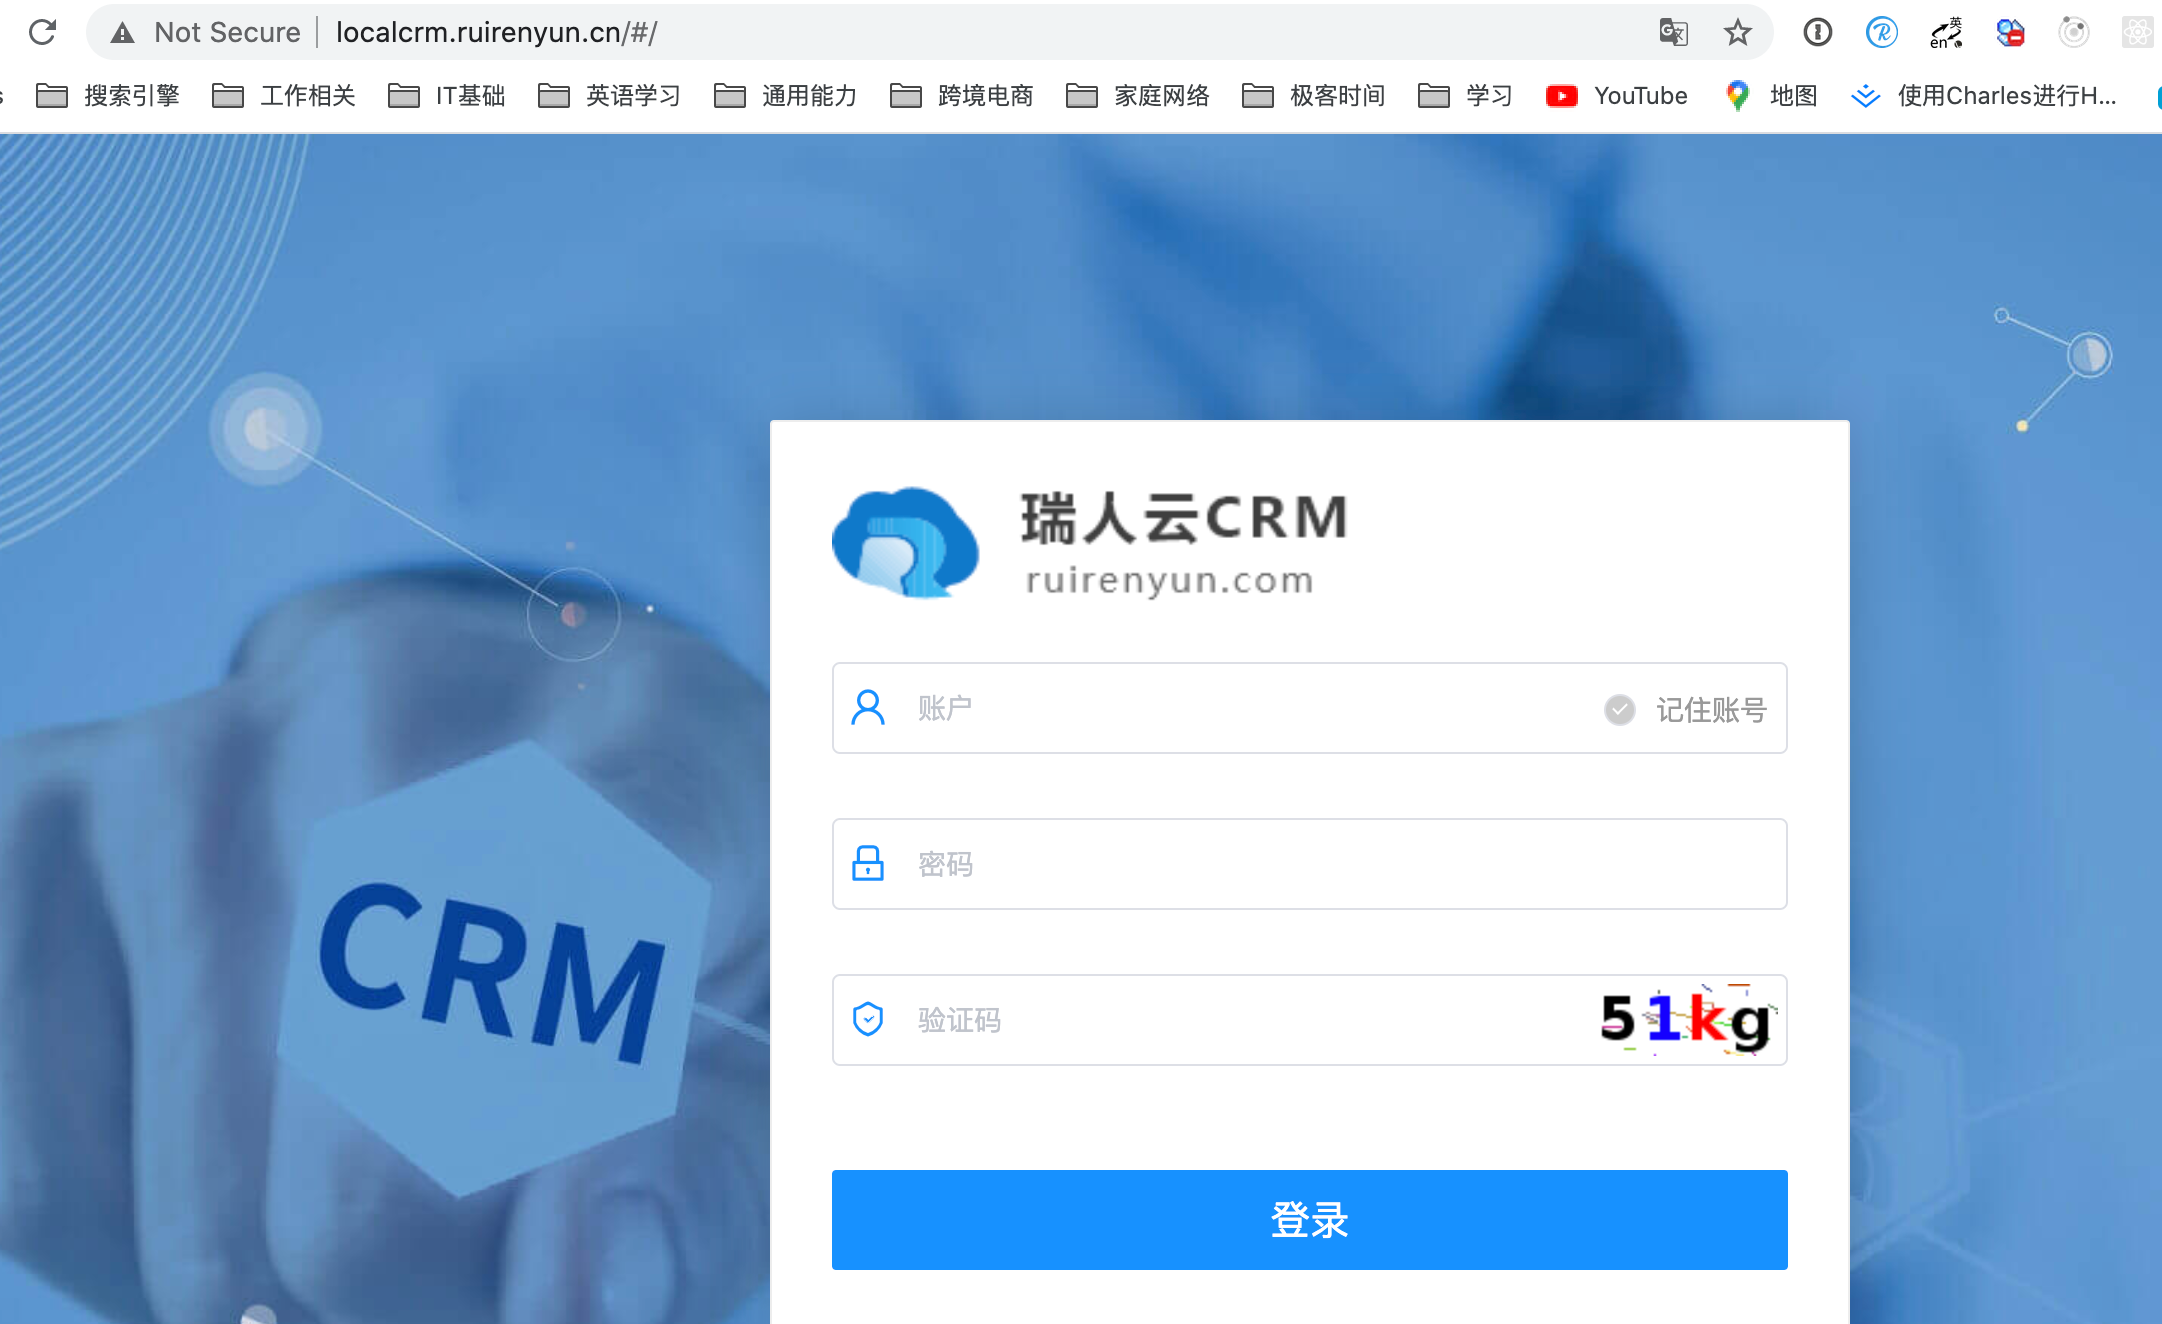 Not Secure localcrm.ruirenyun.cn/#/
s 搜索引擎 工作相关 IT基础 英语学习 通用能力 跨境电商 家庭网络 极客时间 学习 YouTube 地图 使用Charles进行H...
瑞人云CRM
ruirenyun.com
账户 记住账号
密码
CRM
验证码 51kg
登录